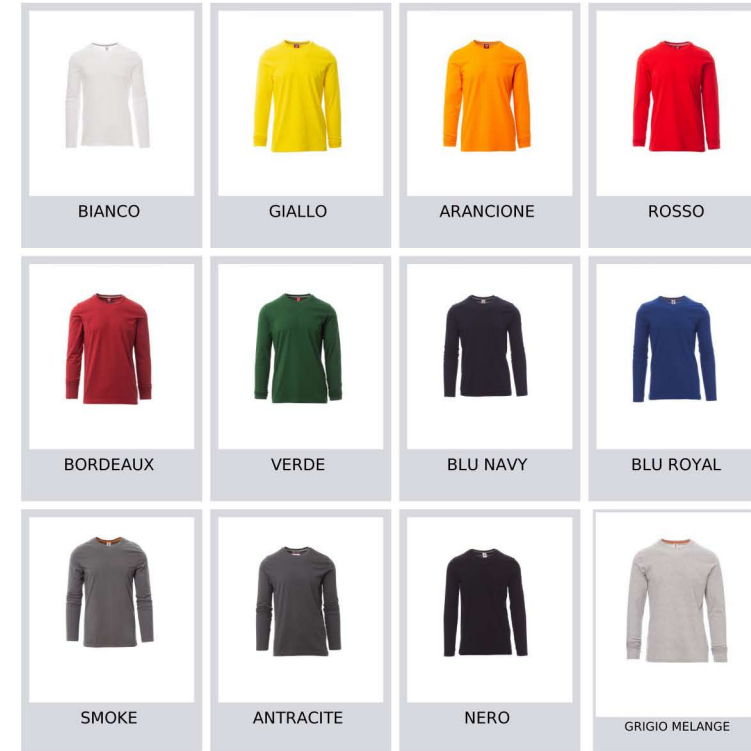 BIANCO
GIALLO
ARANCIONE
ROSSO
BORDEAUX
VERDE
BLU NAVY
BLU ROYAL
SMOKE
ANTRACITE
NERO
GRIGIO MELANGE